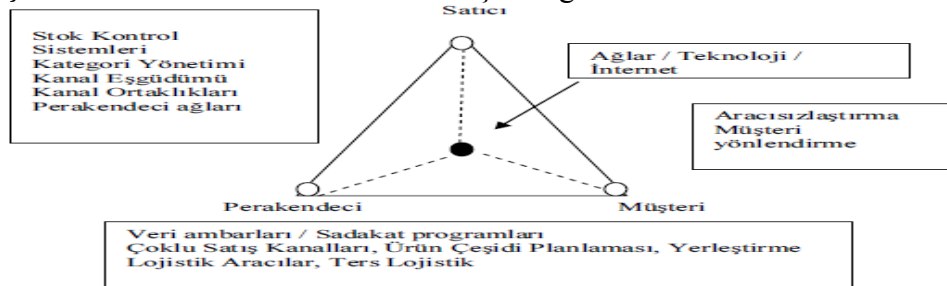 Satıcı
Stok Kontrol
Sistemleri
Kategori Yönetimi
Kanal Eşgüdümü
Kanal Ortaklıkları
Perakendeci ağları
Ağlar / Teknoloji /
İnternet
Aracısızlaştırma
Müşteri
yönlendirme
Perakendeci
Müşteri
Veri ambarları / Sadakat programları
Çoklu Satış Kanalları, Ürün Çeşidi Planlaması, Yerleştirme
Lojistik Aracılar, Ters Lojistik